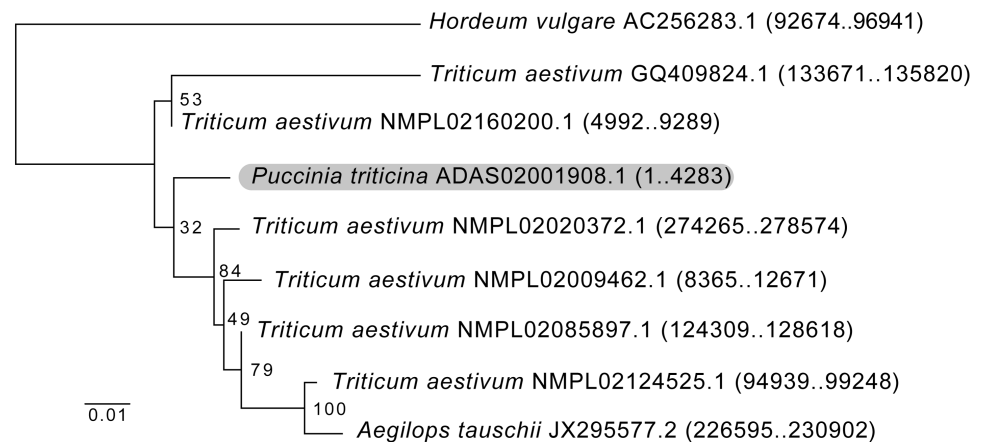 Hordeum vulgare AC256283.1 (92674..96941)
Triticum aestivum GQ409824.1 (133671..135820)
53
Triticum aestivum NMPL02160200.1 (4992..9289)
Puccinia triticina ADAS02001908.1 (1..4283)
32
Triticum aestivum NMPL02020372.1 (274265..278574)
84
Triticum aestivum NMPL02009462.1 (8365..12671)
49
Triticum aestivum NMPL02085897.1 (124309..128618)
79
Triticum aestivum NMPL02124525.1 (94939..99248)
100
0.01
Aegilops tauschii JX295577.2 (226595..230902)